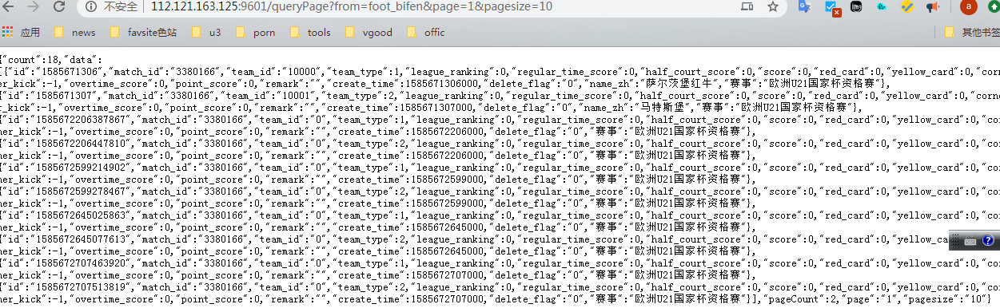 不安全 112.121.163.125:9601/queryPage?from=foot_bifen&page=1&pagesize=10
应用 news favsite色站 u3 porn tools vgood offic 其他书签
{"count":18,"data":
[{"id":"1585671306","match_id":"3380166","team_id":"10000","team_type":1,"league_ranking":0,"regular_time_score":0,"half_court_score":0,"score":0,"red_card":0,"yellow_card":0,"corn
er_kick":-1,"overtime_score":0,"point_score":0,"remark":"","create_time":1585671306000,"delete_flag":"0","name_zh":"萨尔茨堡红牛","赛事":"欧洲U21国家杯资格赛"},
{"id":"1585671307","match_id":"3380166","team_id":"10001","team_type":2,"league_ranking":0,"regular_time_score":0,"half_court_score":0,"score":0,"red_card":0,"yellow_card":0,"corne
r_kick":-1,"overtime_score":0,"point_score":0,"remark":"","create_time":1585671307000,"delete_flag":"0","name_zh":"马特斯堡","赛事":"欧洲U21国家杯资格赛"},
{"id":"1585672206387867","match_id":"3380166","team_id":"0","team_type":1,"league_ranking":0,"regular_time_score":0,"half_court_score":0,"score":0,"red_card":0,"yellow_card":0,"co
ner_kick":-1,"overtime_score":0,"point_score":0,"remark":"","create_time":1585672206000,"delete_flag":"0","赛事":"欧洲U21国家杯资格赛"},
{"id":"1585672206447810","match_id":"3380166","team_id":"0","team_type":2,"league_ranking":0,"regular_time_score":0,"half_court_score":0,"score":0,"red_card":0,"yellow_card":0,"co
ner_kick":-1,"overtime_score":0,"point_score":0,"remark":"","create_time":1585672206000,"delete_flag":"0","赛事":"欧洲U21国家杯资格赛"},
{"id":"1585672599214902","match_id":"3380166","team_id":"0","team_type":1,"league_ranking":0,"regular_time_score":0,"half_court_score":0,"score":0,"red_card":0,"yellow_card":0,"co
ner_kick":-1,"overtime_score":0,"point_score":0,"remark":"","create_time":1585672599000,"delete_flag":"0","赛事":"欧洲U21国家杯资格赛"},
{"id":"1585672599278467","match_id":"3380166","team_id":"0","team_type":2,"league_ranking":0,"regular_time_score":0,"half_court_score":0,"score":0,"red_card":0,"yellow_card":0,"co
ner_kick":-1,"overtime_score":0,"point_score":0,"remark":"","create_time":1585672599000,"delete_flag":"0","赛事":"欧洲U21国家杯资格赛"},
{"id":"1585672645025863","match_id":"3380166","team_id":"0","team_type":1,"league_ranking":0,"regular_time_score":0,"half_court_score":0,"score":0,"red_card":0,"yellow_card":0,"co
ner_kick":-1,"overtime_score":0,"point_score":0,"remark":"","create_time":1585672645000,"delete_flag":"0","赛事":"欧洲U21国家杯资格赛"},
{"id":"1585672645077613","match_id":"3380166","team_id":"0","team_type":2,"league_ranking":0,"regular_time_score":0,"half_court_score":0,"score":0,"red_card":0,"yellow_ca
ner_kick":-1,"overtime_score":0,"point_score":0,"remark":"","create_time":1585672645000,"delete_flag":"0","赛事":"欧洲U21国家杯资格赛"},
{"id":"1585672707463920","match_id":"3380166","team_id":"0","team_type":1,"league_ranking":0,"regular_time_score":0,"half_court_score":0,"score":0,"red_card":0,"yellow_card":0,"co
ner_kick":-1,"overtime_score":0,"point_score":0,"remark":"","create_time":1585672707000,"delete_flag":"0","赛事":"欧洲U21国家杯资格赛"},
{"id":"1585672707513819","match_id":"3380166","team_id":"0","team_type":2,"league_ranking":0,"regular_time_score":0,"half_court_score":0,"score":0,"red_card":0,"yellow_card":0,"co
ner_kick":-1,"overtime_score":0,"point_score":0,"remark":"","create_time":1585672707000,"delete_flag":"0","赛事":"欧洲U21国家杯资格赛"}],"pageCount":2,"page":"1","pagesize":"10"}